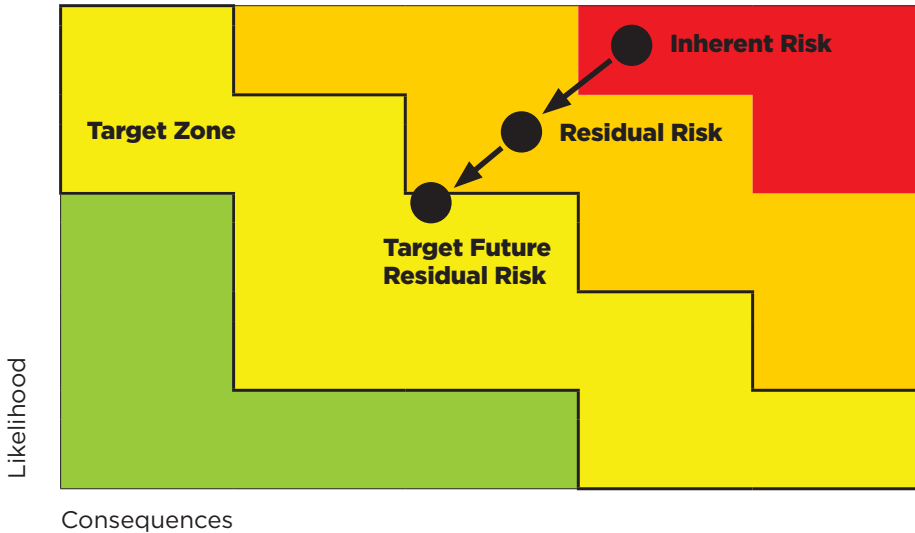 Inherent Risk
Target Zone
Residual Risk
Target Future
Residual Risk
Likelihood
Consequences